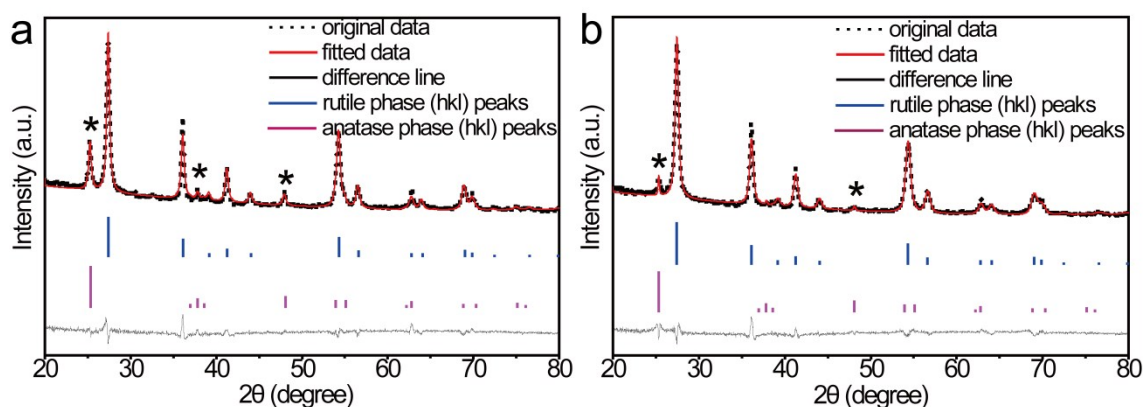 a
original data
fitted data
difference line
rutile phase (hkl) peaks
anatase phase (hkl) peaks
*
*
*
Intensity (a.u.)
20 30 40 50 60 70 80
2θ (degree)
b
original data
fitted data
difference line
rutile phase (hkl) peaks
anatase phase (hkl) peaks
*
*
Intensity (a.u.)
20 30 40 50 60 70 80
2θ (degree)